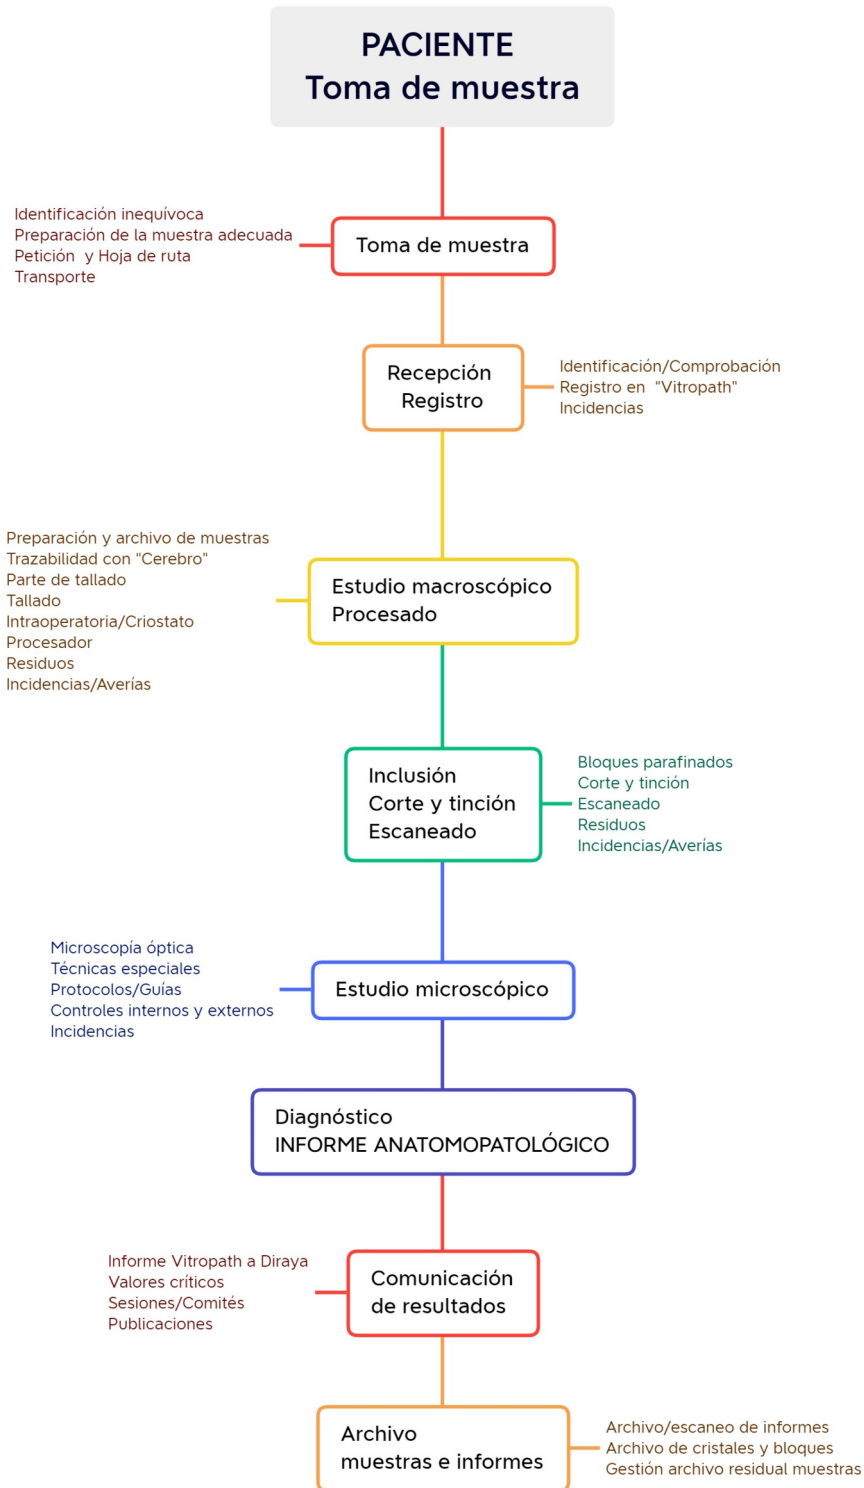 PACIENTE
Toma de muestra
Identificación inequívoca
Preparación de la muestra adecuada
Petición y Hoja de ruta
Transporte
Toma de muestra
Recepción
Registro
Identificación/Comprobación
Registro en "Vitropath"
Incidencias
Preparación y archivo de muestras
Trazabilidad con "Cerebro"
Parte de tallado
Tallado
Intraoperatoria/Criostato
Procesador
Residuos
Incidencias/Averías
Estudio macroscópico
Procesado
Inclusión
Corte y tinción
Escaneado
Bloques parafinados
Corte y tinción
Escaneado
Residuos
Incidencias/Averías
Microscopía óptica
Técnicas especiales
Protocolos/Guías
Controles internos y externos
Incidencias
Estudio microscópico
Diagnóstico
INFORME ANATOMOPATOLÓGICO
Informe Vitropath a Diraya
Valores críticos
Sesiones/Comités
Publicaciones
Comunicación
de resultados
Archivo
muestras e informes
Archivo/escaneo de informes
Archivo de cristales y bloques
Gestión archivo residual muestras